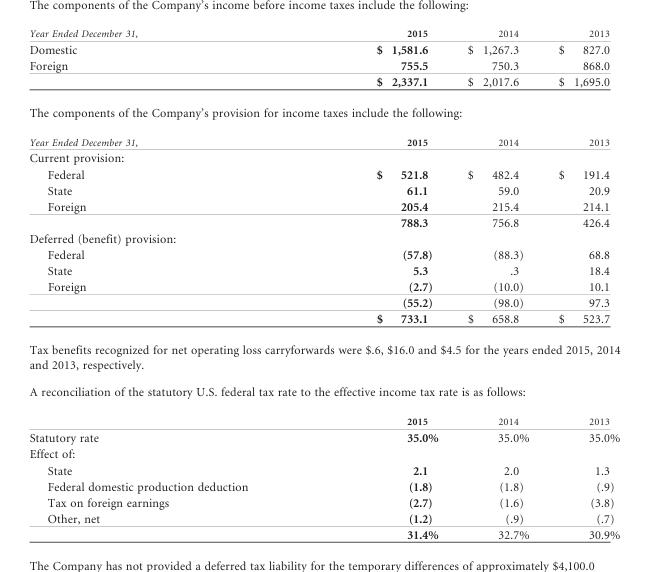 The components of the Company's income before income taxes include the following:
Year Ended December 31, 2015 2014 2013
Domestic $ 1,581.6 $ 1,267.3 $ 827.0
Foreign 755.5 750.3 868.0
$ 2,337.1 $ 2,017.6 $ 1,695.0
The components of the Company's provision for income taxes include the following:
Year Ended December 31, 2015 2014 2013
Current provision:
Federal $ 521.8 $ 482.4 $ 191.4
State 61.1 59.0 20.9
Foreign 205.4 215.4 214.1
788.3 756.8 426.4
Deferred (benefit) provision:
Federal (57.8) (88.3) 68.8
State 5.3 .3 18.4
Foreign (2.7) (10.0) 10.1
(55.2) (98.0) 97.3
$ 733.1 $ 658.8 $ 523.7
Tax benefits recognized for net operating loss carryforwards were $.6, $16.0 and $4.5 for the years ended 2015, 2014
and 2013, respectively.
A reconciliation of the statutory U.S. federal tax rate to the effective income tax rate is as follows:
2015 2014 2013
Statutory rate 35.0% 35.0% 35.0%
Effect of:
State 2.1 2.0 1.3
Federal domestic production deduction (1.8) (1.8) (.9)
Tax on foreign earnings (2.7) (1.6) (3.8)
Other, net (1.2) (.9) (.7)
31.4% 32.7% 30.9%
The Company has not provided a deferred tax liability for the temporary differences of approximately $4,100.0